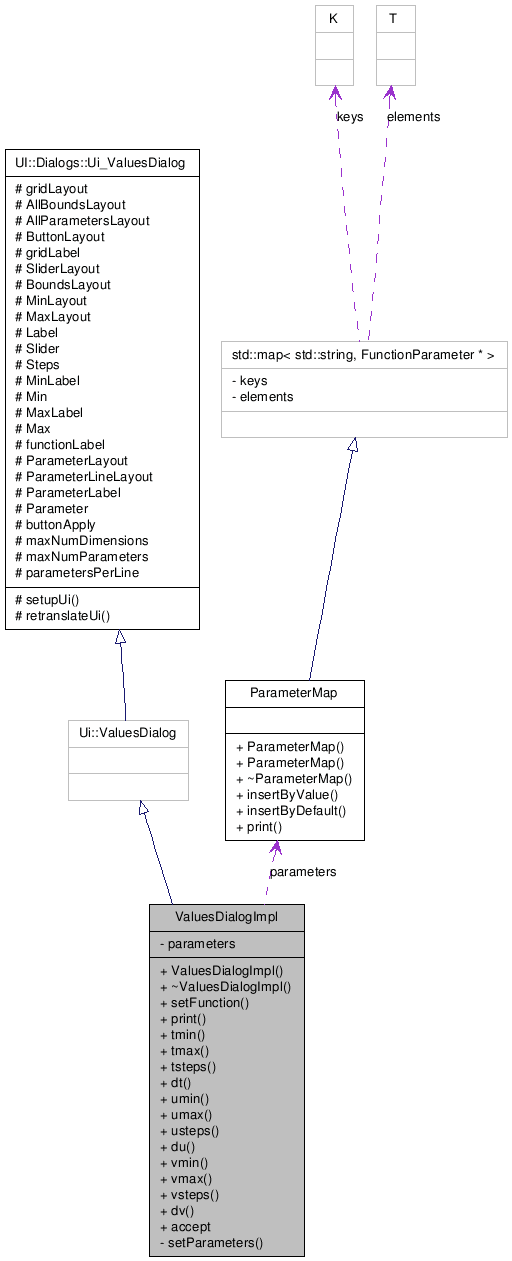 K
T
keys
elements
UI::Dialogs::Ui_ValuesDialog
# gridLayout
# AllBoundsLayout
# AllParametersLayout
# ButtonLayout
# gridLabel
# SliderLayout
# BoundsLayout
# MinLayout
# MaxLayout
# Label
# Slider
# Steps
# MinLabel
# Min
# MaxLabel
# Max
# functionLabel
# ParameterLayout
# ParameterLineLayout
# ParameterLabel
# Parameter
# buttonApply
# maxNumDimensions
# maxNumParameters
# parametersPerLine
# setupUi()
# retranslateUi()
std::map< std::string, FunctionParameter * >
- keys
- elements
Ui::ValuesDialog
ParameterMap
+ ParameterMap()
+ ParameterMap()
+ ~ParameterMap()
+ insertByValue()
+ insertByDefault()
+ print()
parameters
ValuesDialogImpl
- parameters
+ ValuesDialogImpl()
+ ~ValuesDialogImpl()
+ setFunction()
+ print()
+ tmin()
+ tmax()
+ tsteps()
+ dt()
+ umin()
+ umax()
+ usteps()
+ du()
+ vmin()
+ vmax()
+ vsteps()
+ dv()
+ accept
- setParameters()